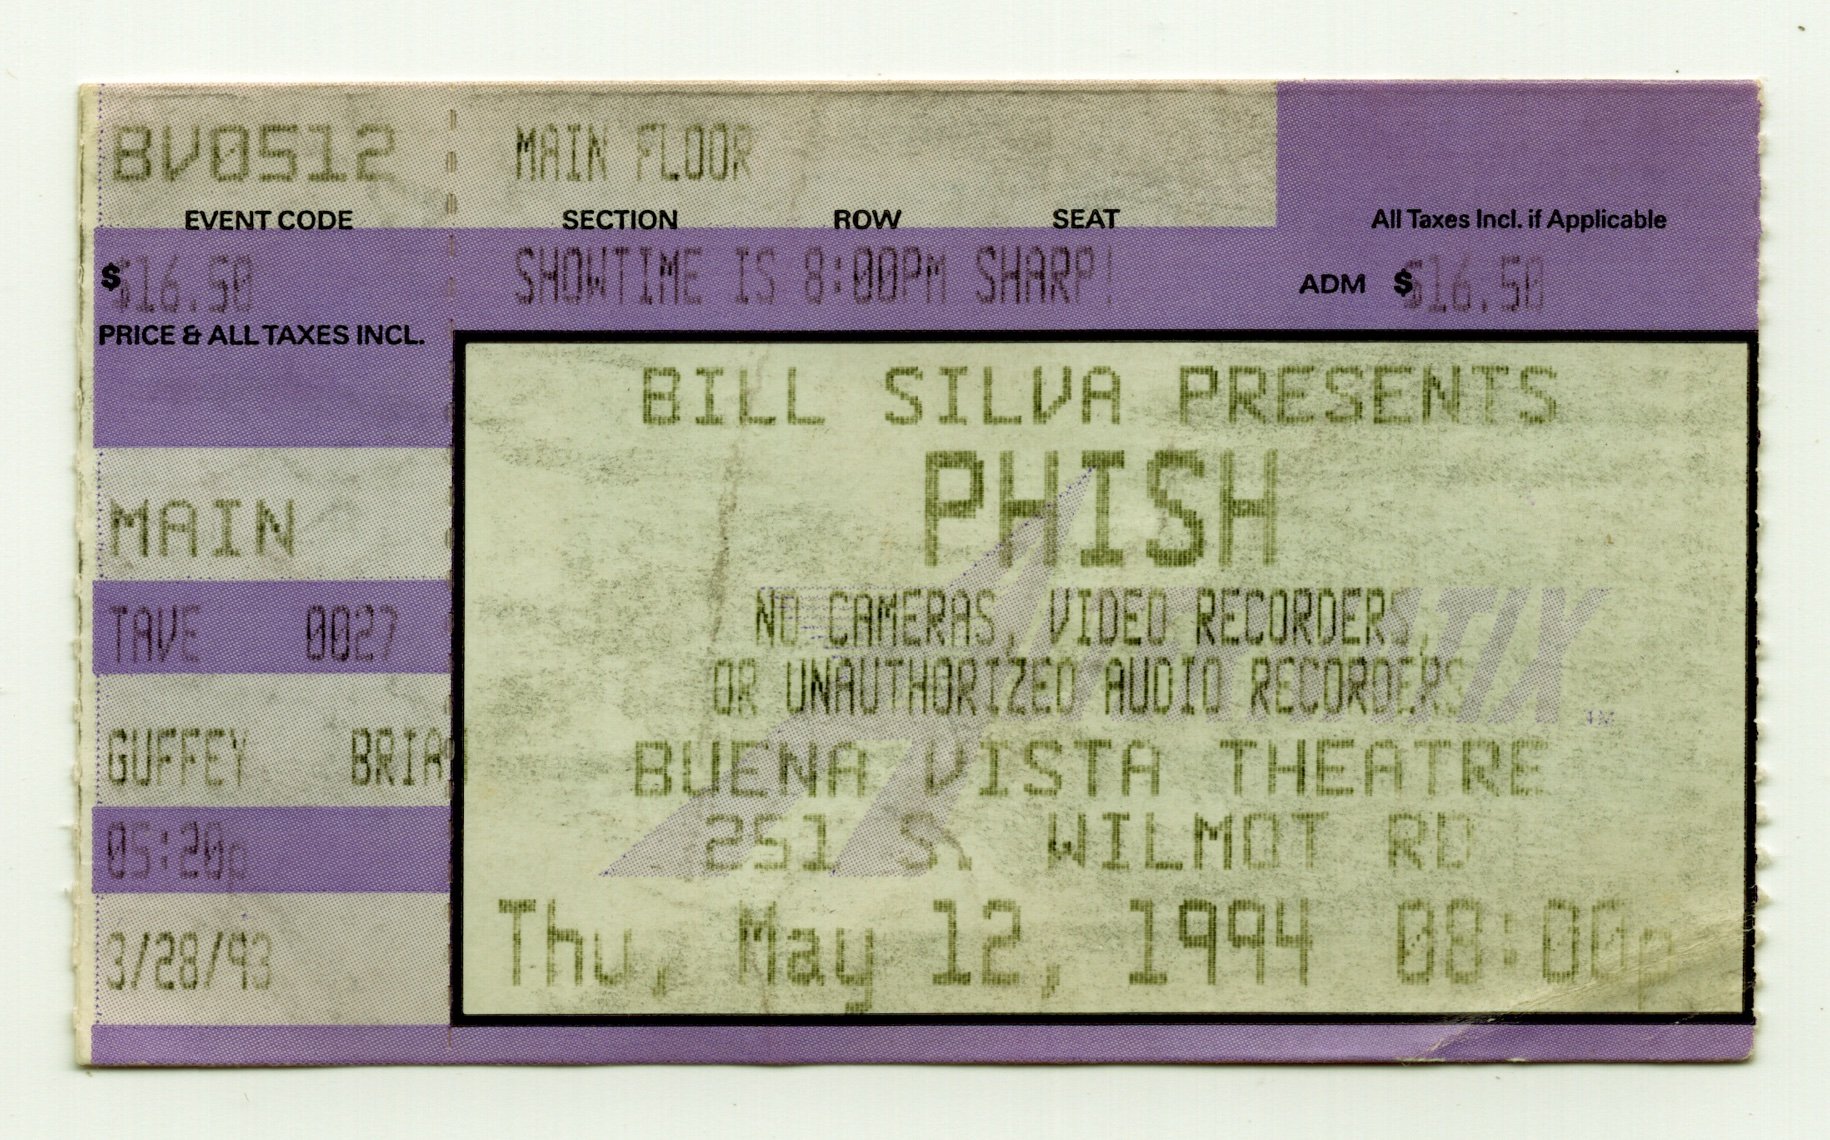 BV0512
EVENT CODE
$ $16.50
PRICE & ALL TAXES INCL.
MAIN
TAVE 0027
GUFFEY BRIA
05:20p
3/28/93
MAIN FLOOR
SECTION ROW SEAT
All Taxes Incl. if Applicable
SHOWTIME IS 8:00PM SHARP!
ADM $ $16.50
BILL SILVA PRESENTS
PHISH
NO CAMERAS, VIDEO RECORDERS,
OR UNAUTHORIZED AUDIO RECORDERS
BUENA VISTA THEATRE
251 S. WILMOT RD
Thu, May 12, 1994 08:00p
TM